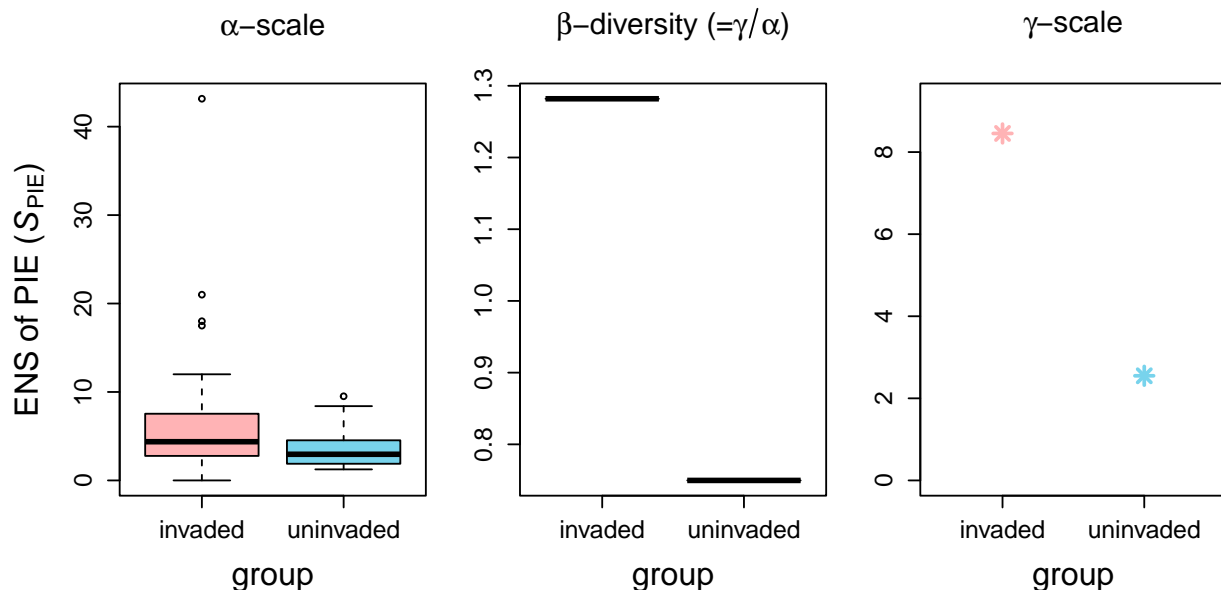 α−scale
β−diversity (=γ/α)
γ−scale
ENS of PIE (S_PIE)
0
10
20
30
40
invaded
uninvaded
group
0.8
0.9
1.0
1.1
1.2
1.3
invaded
uninvaded
group
0
2
4
6
8
invaded
uninvaded
group